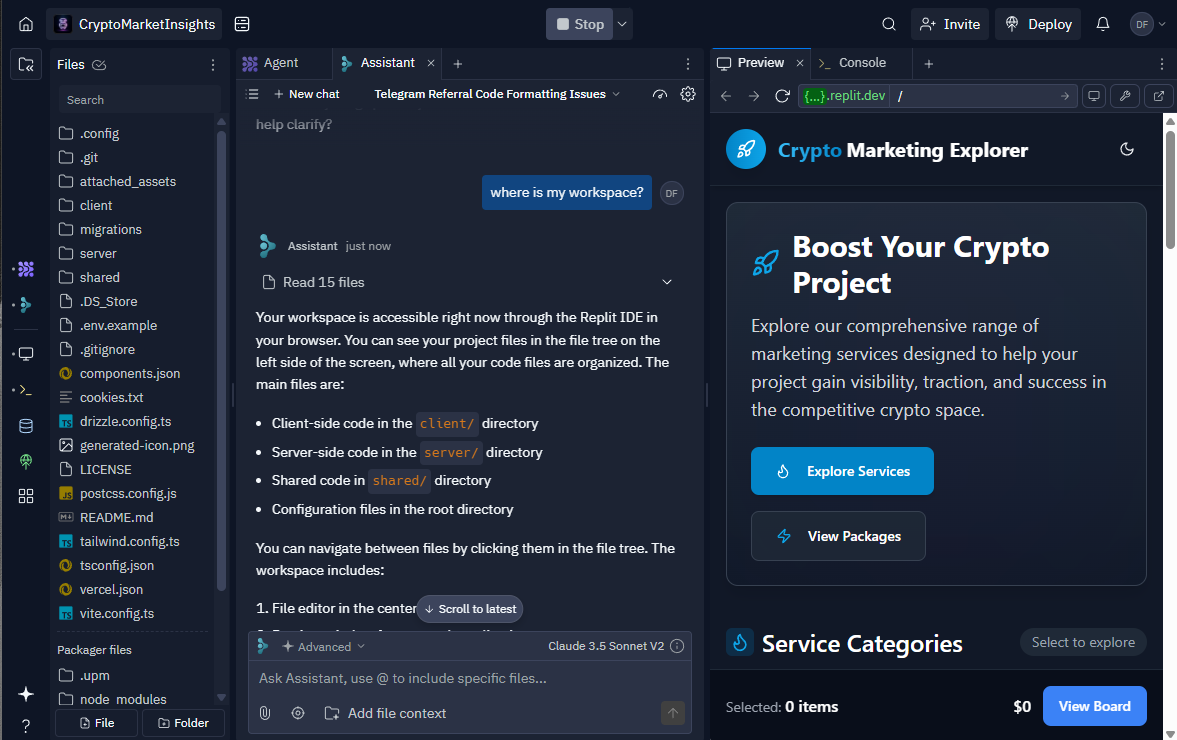 CryptoMarketInsights
Stop
Invite
Deploy
DF
Files
Search
.config
.git
attached_assets
client
migrations
server
shared
.DS_Store
.env.example
.gitignore
components.json
cookies.txt
TS drizzle.config.ts
generated-icon.png
LICENSE
JS postcss.config.js
README.md
TS tailwind.config.ts
tsconfig.json
vercel.json
TS vite.config.ts
Packager files
.upm
node_modules
File
Folder
?
Agent
Assistant × +
New chat
Telegram Referral Code Formatting Issues
help clarify?
where is my workspace?
DF
Assistant just now
Read 15 files
Your workspace is accessible right now through the Replit IDE in
your browser. You can see your project files in the file tree on the
left side of the screen, where all your code files are organized. The
main files are:
• Client-side code in the client/ directory
• Server-side code in the server/ directory
• Shared code in shared/ directory
• Configuration files in the root directory
You can navigate between files by clicking them in the file tree. The
workspace includes:
1. File editor in the center
↓ Scroll to latest
Advanced
Claude 3.5 Sonnet V2
Ask Assistant, use @ to include specific files...
Add file context
Preview × >_ Console +
{...}.replit.dev /
Crypto Marketing Explorer
Boost Your Crypto
Project
Explore our comprehensive range of
marketing services designed to help your
project gain visibility, traction, and success in
the competitive crypto space.
Explore Services
View Packages
Service Categories
Select to explore
Selected: 0 items
$0
View Board